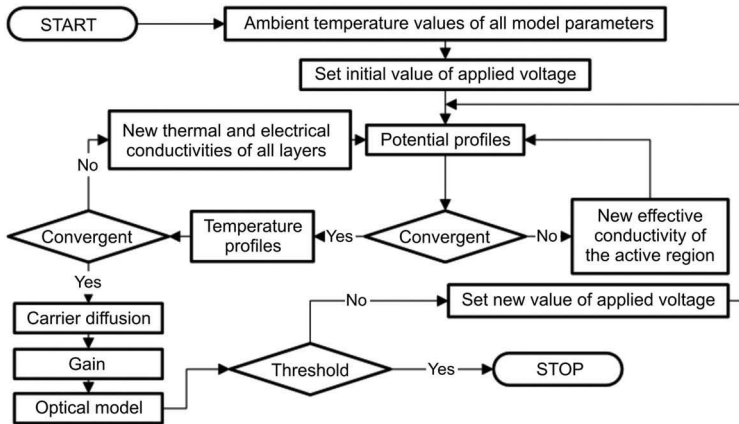 START
Ambient temperature values of all model parameters
Set initial value of applied voltage
New thermal and electrical
conductivities of all layers
Potential profiles
No
Convergent
Temperature
profiles
Yes
Convergent
No
New effective
conductivity of
the active region
Yes
No
Set new value of applied voltage
Carrier diffusion
Gain
Threshold
Yes
STOP
Optical model